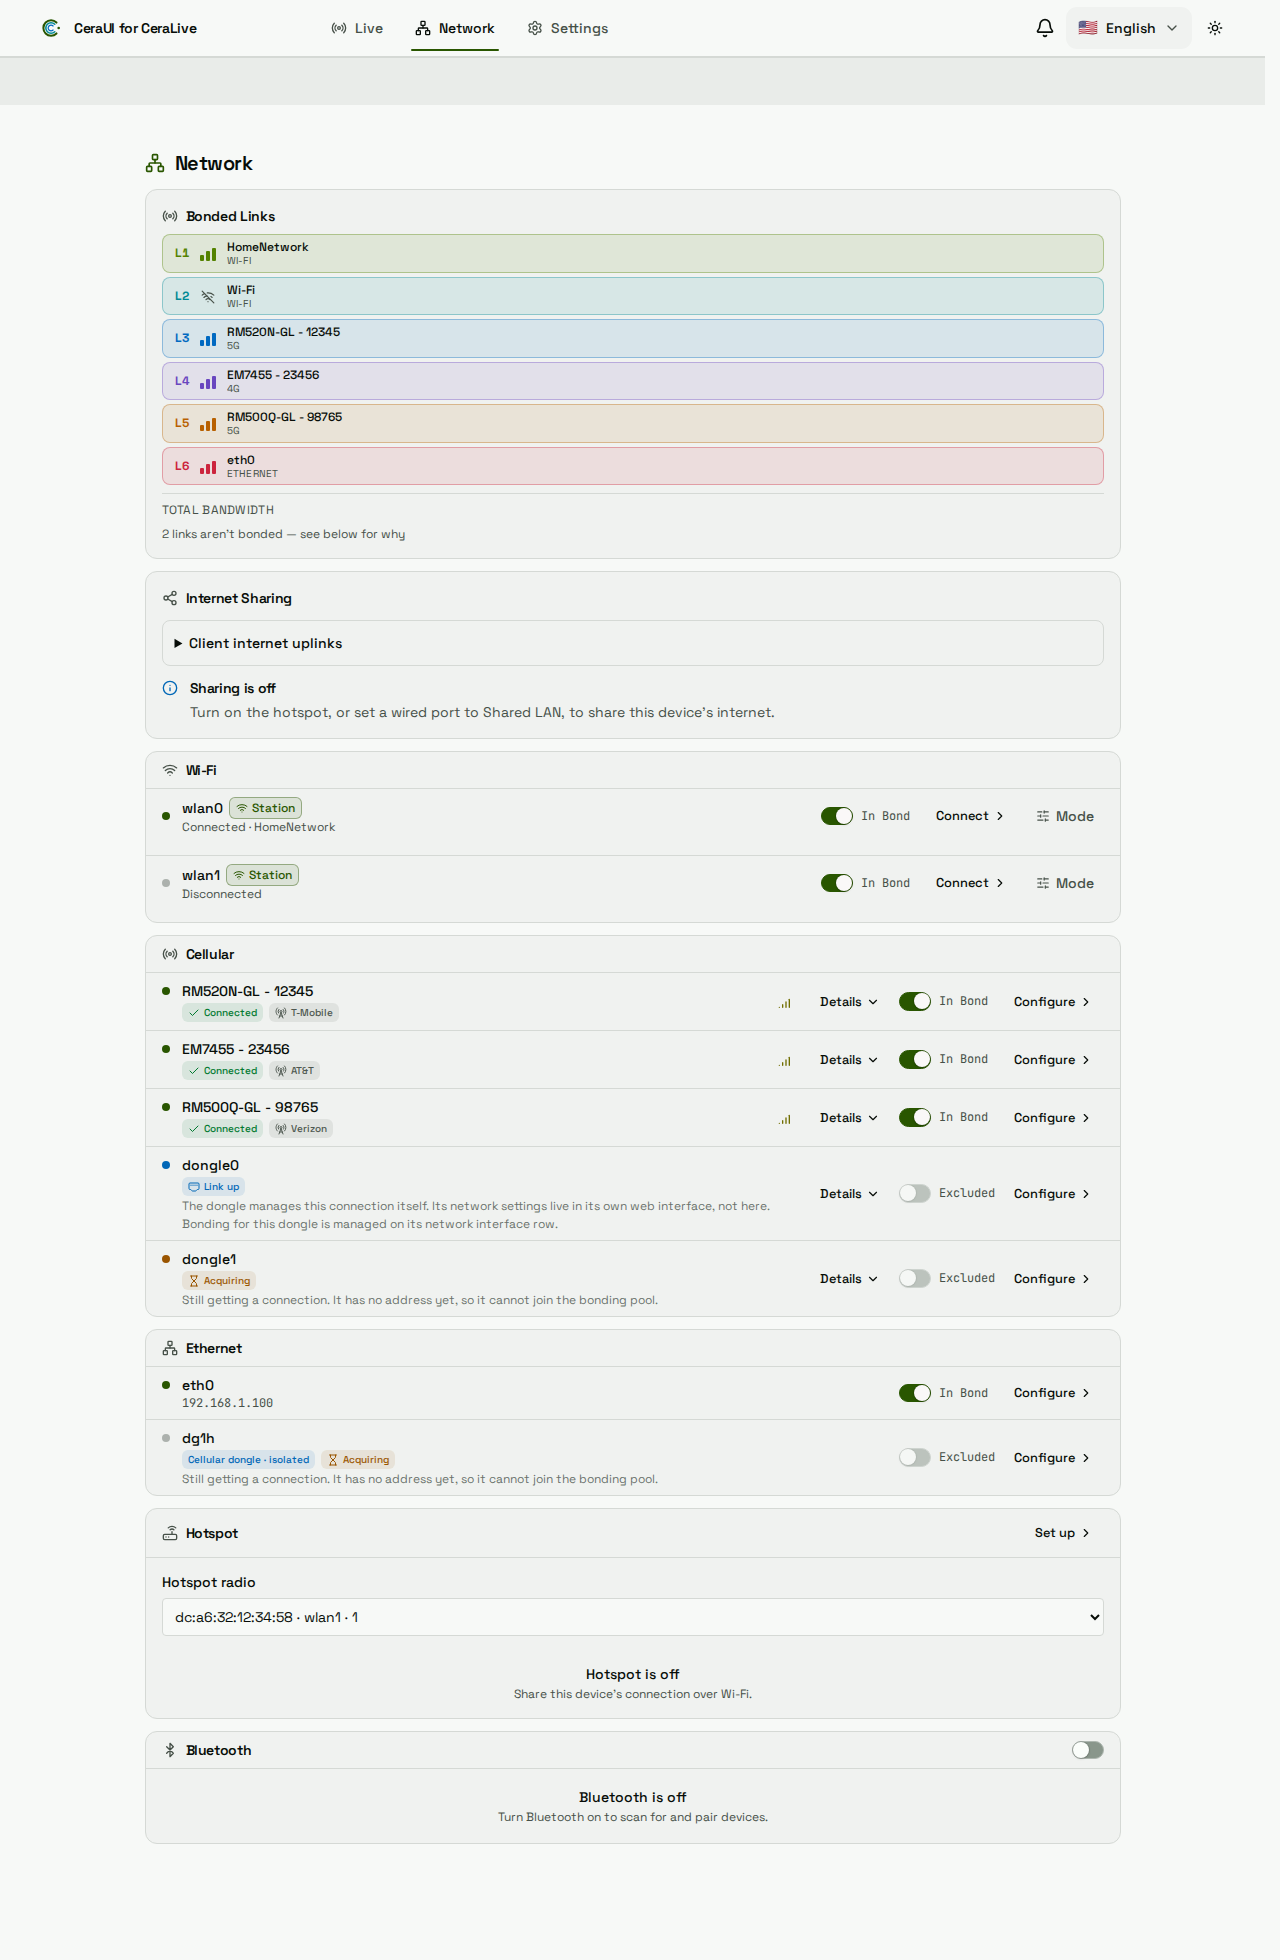 CeraUI for CeraLive
Live
Network
Settings
English
Network
Bonded Links
L1
HomeNetwork
WI-FI
L2
Wi-Fi
WI-FI
L3
RM520N-GL - 12345
5G
L4
EM7455 - 23456
4G
L5
RM500Q-GL - 98765
5G
L6
eth0
ETHERNET
TOTAL BANDWIDTH
2 links aren't bonded — see below for why
Internet Sharing
Client internet uplinks
Sharing is off
Turn on the hotspot, or set a wired port to Shared LAN, to share this device's internet.
Wi-Fi
wlan0 Station
Connected · HomeNetwork
In Bond Connect Mode
wlan1 Station
Disconnected
In Bond Connect Mode
Cellular
RM520N-GL - 12345
Connected T-Mobile
Details In Bond Configure
EM7455 - 23456
Connected AT&T
Details In Bond Configure
RM500Q-GL - 98765
Connected Verizon
Details In Bond Configure
dongle0
Link up
The dongle manages this connection itself. Its network settings live in its own web interface, not here.
Bonding for this dongle is managed on its network interface row.
Details Excluded Configure
dongle1
Acquiring
Still getting a connection. It has no address yet, so it cannot join the bonding pool.
Details Excluded Configure
Ethernet
eth0
192.168.1.100
In Bond Configure
dg1h
Cellular dongle · isolated Acquiring
Still getting a connection. It has no address yet, so it cannot join the bonding pool.
Excluded Configure
Hotspot
Set up
Hotspot radio
dc:a6:32:12:34:58 · wlan1 · 1
Hotspot is off
Share this device's connection over Wi-Fi.
Bluetooth
Bluetooth is off
Turn Bluetooth on to scan for and pair devices.